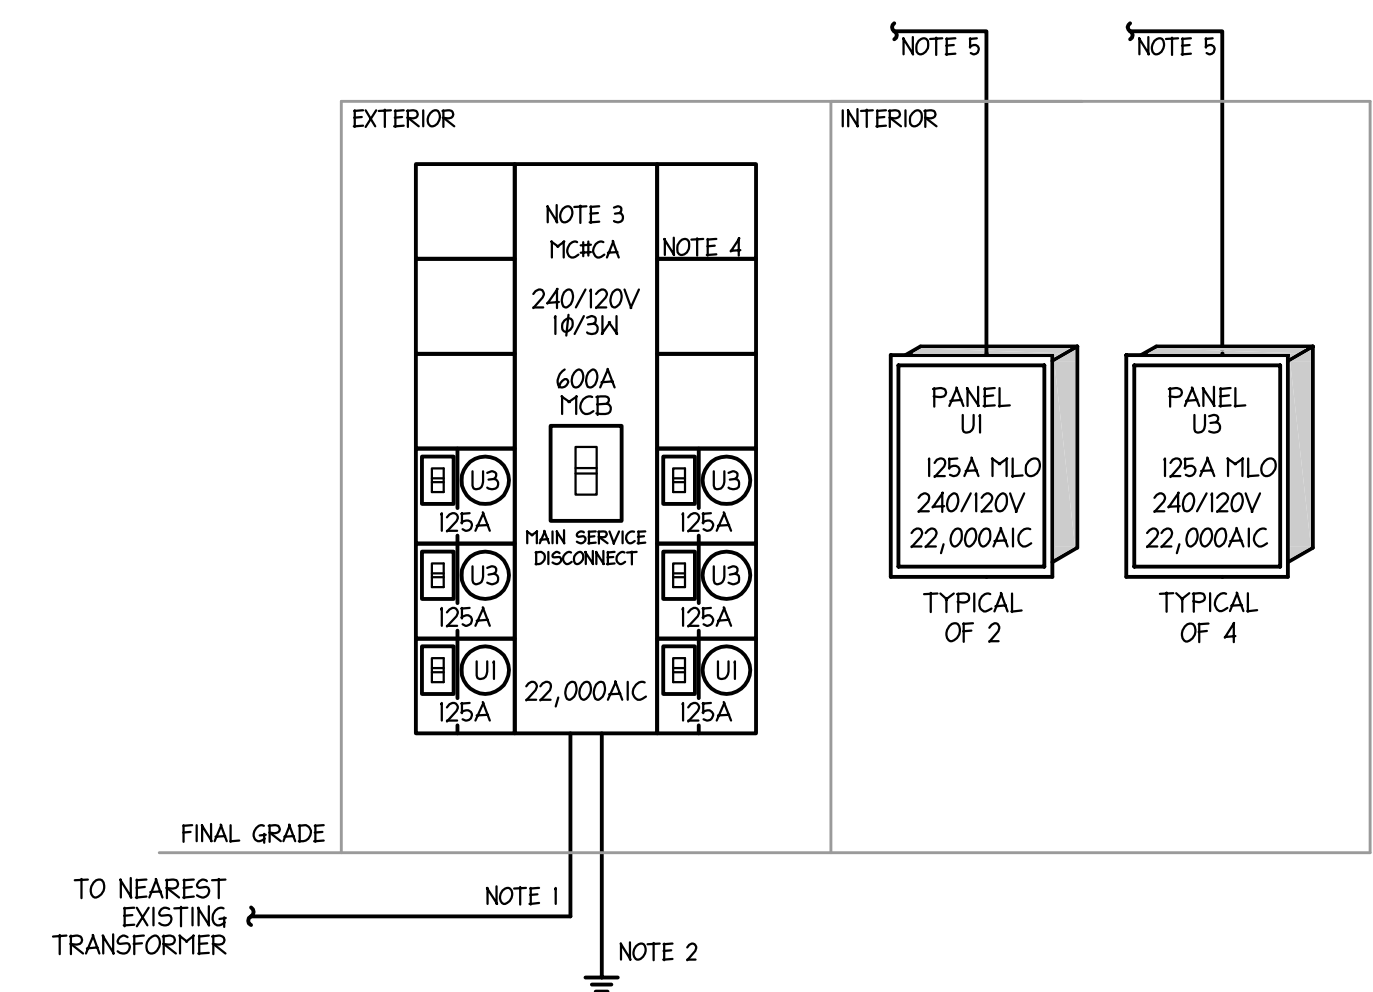 NOTE 5
NOTE 5
EXTERIOR
INTERIOR
NOTE 3
MC#CA
NOTE 4
240/120V
1ϕ/3W
600A
MCB
MAIN SERVICE
DISCONNECT
U3
125A
U3
125A
U1
125A
U3
125A
U3
125A
U1
125A
22,000AIC
PANEL
U1
125A MLO
240/120V
22,000AIC
TYPICAL
OF 2
PANEL
U3
125A MLO
240/120V
22,000AIC
TYPICAL
OF 4
FINAL GRADE
TO NEAREST
EXISTING
TRANSFORMER
NOTE 1
NOTE 2